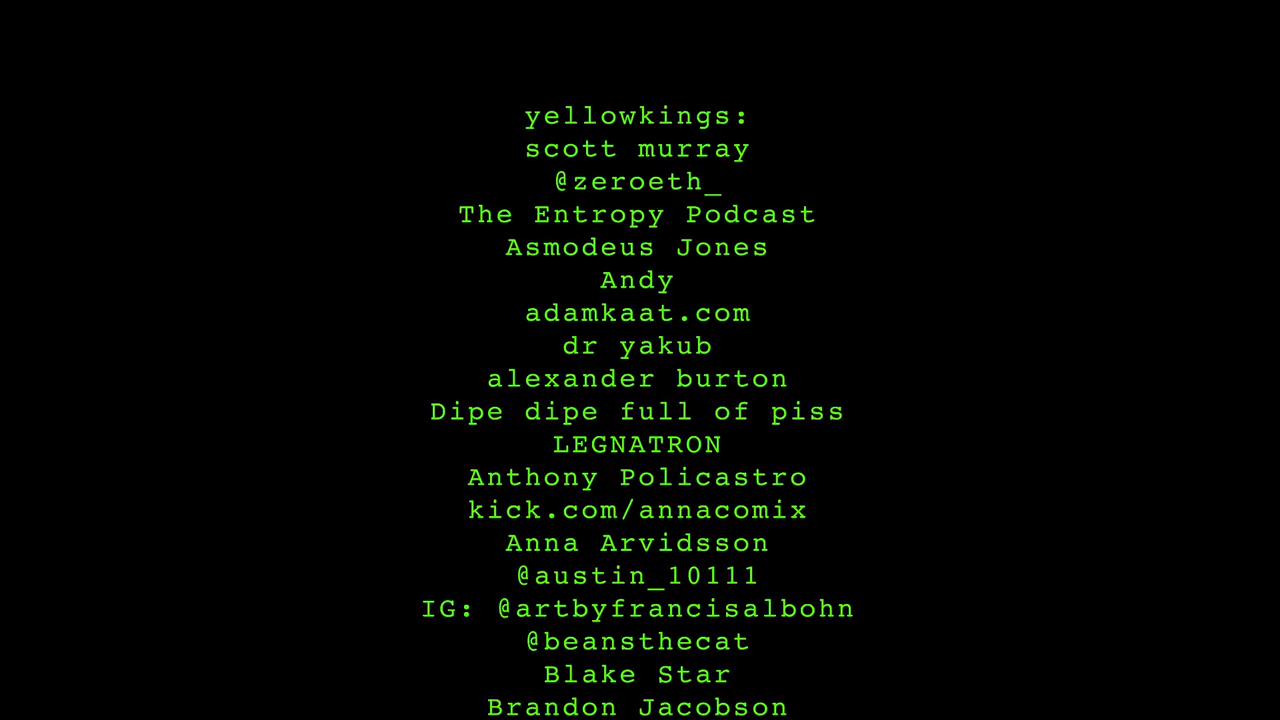 yellowkings:
scott murray
@zeroeth_
The Entropy Podcast
Asmodeus Jones
Andy
adamkaat.com
dr yakub
alexander burton
Dipe dipe full of piss
LEGNATRON
Anthony Policastro
kick.com/annacomix
Anna Arvidsson
@austin_10111
IG: @artbyfrancisalbohn
@beansthecat
Blake Star
Brandon Jacobson